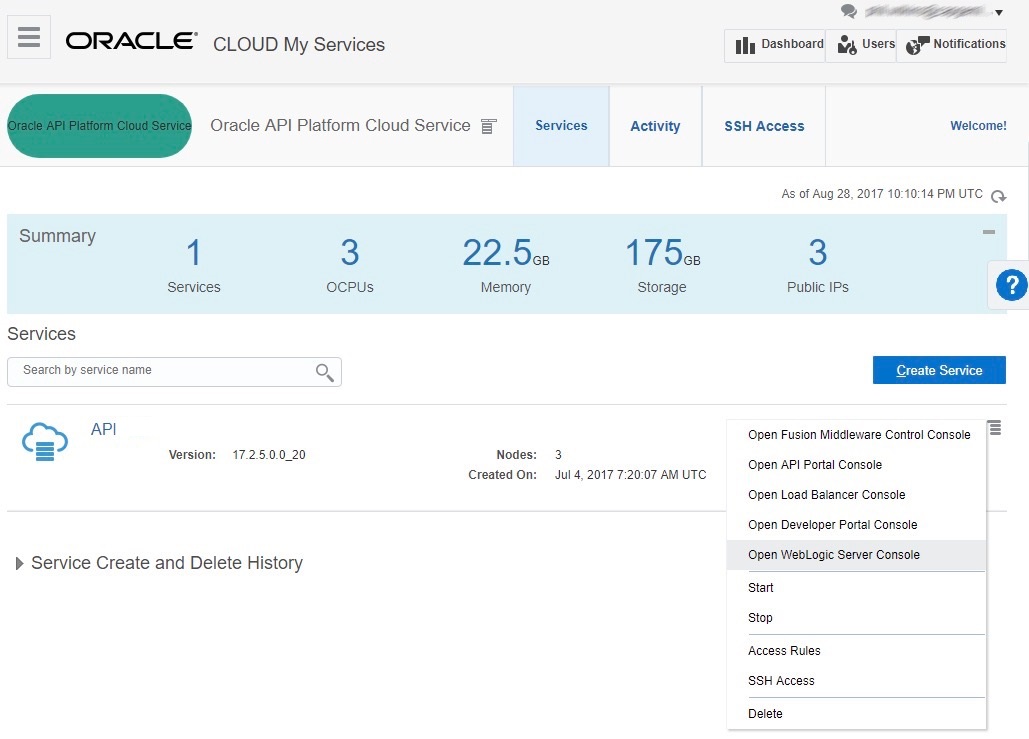 ORACLE® CLOUD My Services
Dashboard Users Notifications
Oracle API Platform Cloud Service
Oracle API Platform Cloud Service
Services Activity SSH Access Welcome!
As of Aug 28, 2017 10:10:14 PM UTC
Summary
1 3 22.5GB 175GB 3
Services OCPUs Memory Storage Public IPs
?
Services
Search by service name
Create Service
API
Version: 17.2.5.0.0_20 Nodes: 3
Created On: Jul 4, 2017 7:20:07 AM UTC
Open Fusion Middleware Control Console
Open API Portal Console
Open Load Balancer Console
Open Developer Portal Console
Open WebLogic Server Console
Start
Stop
Access Rules
SSH Access
Delete
Service Create and Delete History